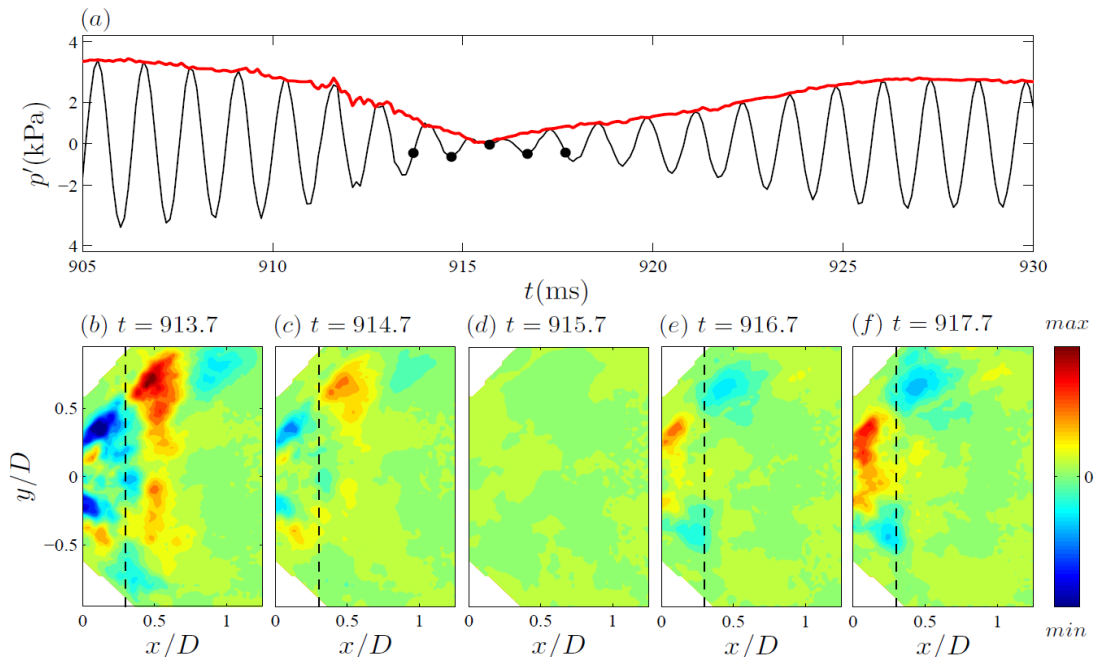 (a)
4
2
0
−2
4
p′(kPa)
905 910 915 920 925 930
t(ms)
(b) t = 913.7 (c) t = 914.7 (d) t = 915.7 (e) t = 916.7 (f) t = 917.7 max
0.5
0
−0.5
y/D
0
0 0.5 1 0 0.5 1 0 0.5 1 0 0.5 1 0 0.5 1
x/D x/D x/D x/D x/D
min